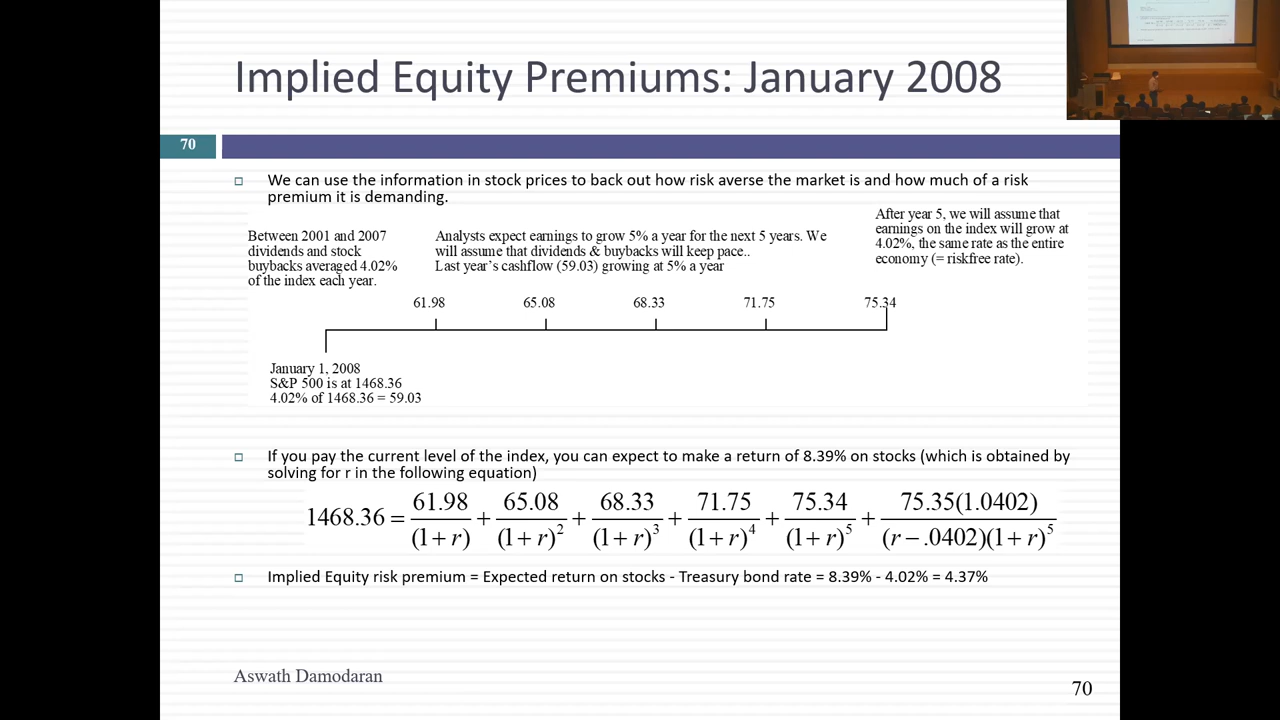 Implied Equity Premiums: January 2008
70
We can use the information in stock prices to back out how risk averse the market is and how much of a risk
premium it is demanding.
Between 2001 and 2007
dividends and stock
buybacks averaged 4.02%
of the index each year.
Analysts expect earnings to grow 5% a year for the next 5 years. We
will assume that dividends & buybacks will keep pace..
Last year's cashflow (59.03) growing at 5% a year
After year 5, we will assume that
earnings on the index will grow at
4.02%, the same rate as the entire
economy (= riskfree rate).
61.98 65.08 68.33 71.75 75.34
January 1, 2008
S&P 500 is at 1468.36
4.02% of 1468.36 = 59.03
If you pay the current level of the index, you can expect to make a return of 8.39% on stocks (which is obtained by
solving for r in the following equation)
1468.36 = 61.98/(1+r) + 65.08/(1+r)^2 + 68.33/(1+r)^3 + 71.75/(1+r)^4 + 75.34/(1+r)^5 + 75.35(1.0402)/((r−.0402)(1+r)^5)
Implied Equity risk premium = Expected return on stocks - Treasury bond rate = 8.39% - 4.02% = 4.37%
Aswath Damodaran
70